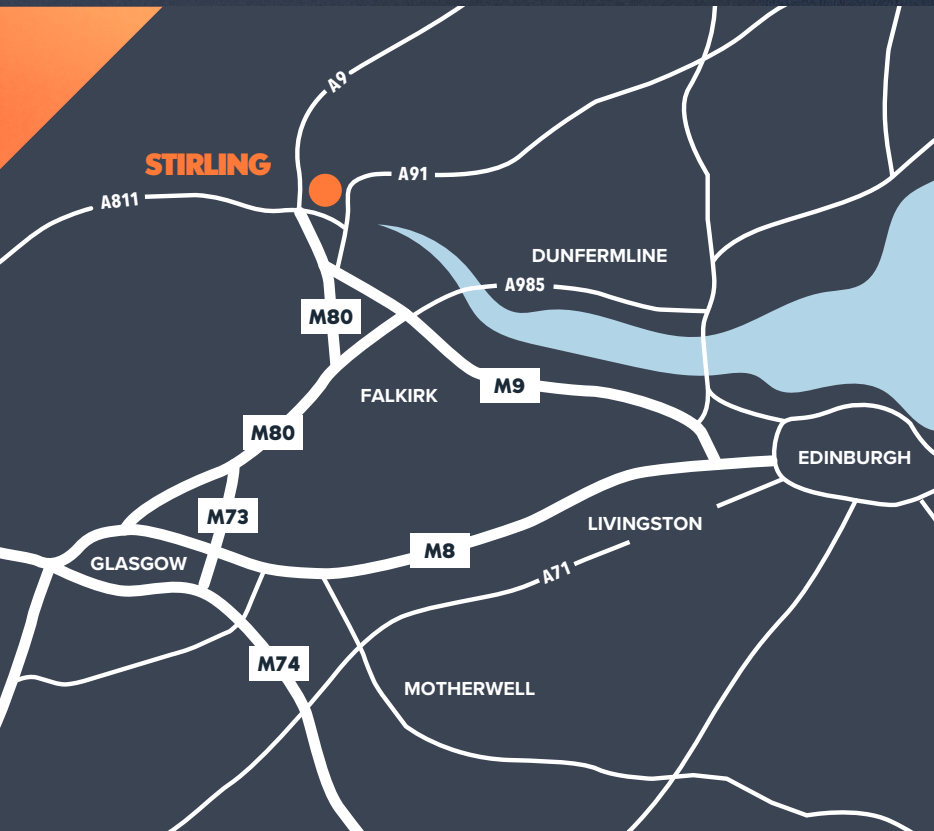 A9
STIRLING
A91
A811
DUNFERMLINE
A985
M80
M9
FALKIRK
M80
EDINBURGH
M73
LIVINGSTON
M8
GLASGOW
A71
M74
MOTHERWELL